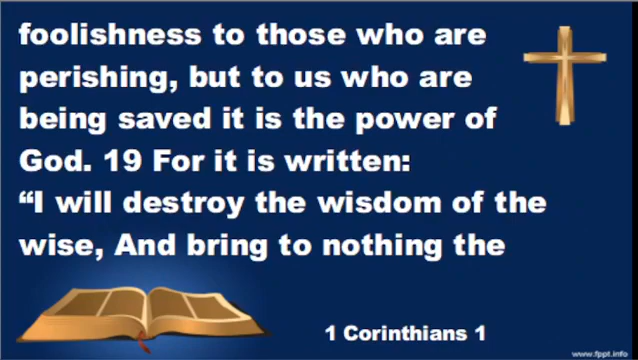 foolishness to those who are
perishing, but to us who are
being saved it is the power of
God. 19 For it is written:
“I will destroy the wisdom of the
wise, And bring to nothing the
1 Corinthians 1
www.fppt.info